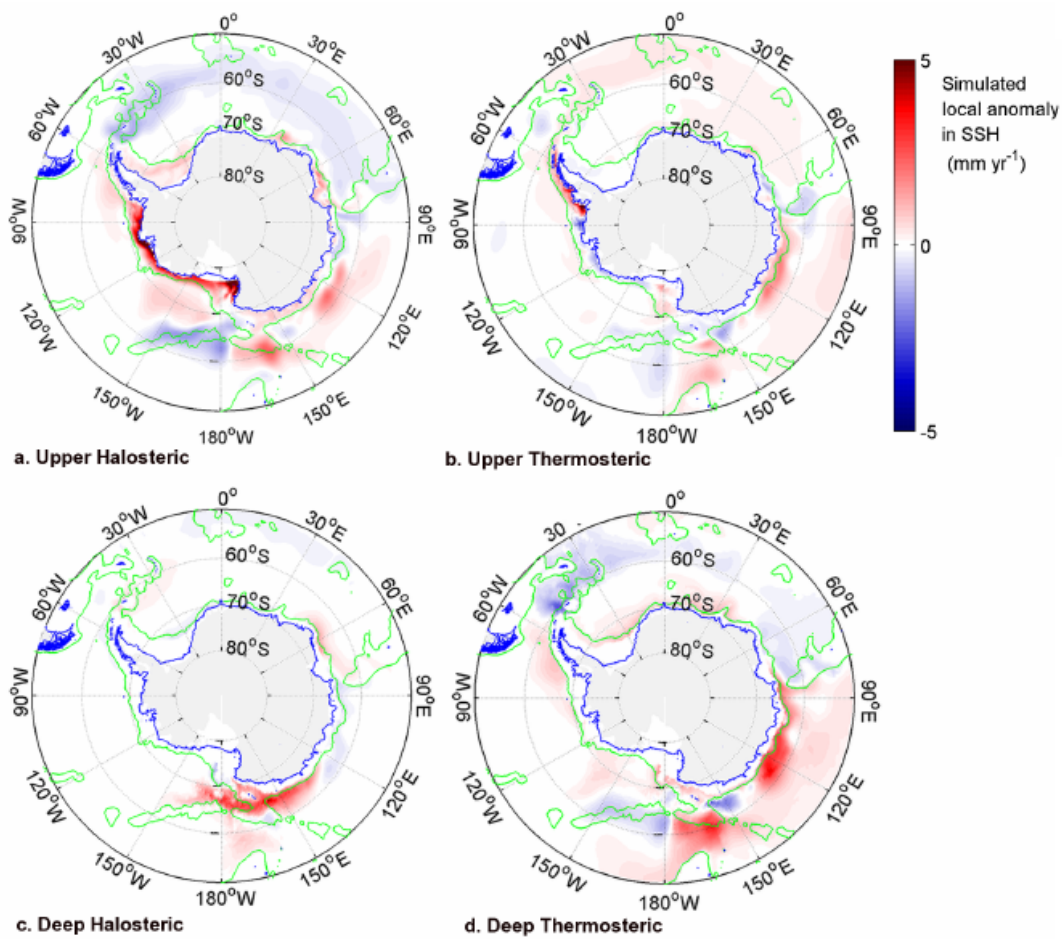 0°
30°W
30°E
60°S
60°W
60°E
70°S
80°S
90°W
90°E
120°W
120°E
150°W
150°E
180°W
a. Upper Halosteric
0°
30°W
30°E
60°S
60°W
60°E
70°S
80°S
90°W
90°E
120°W
120°E
150°W
150°E
180°W
b. Upper Thermosteric
5
0
-5
Simulated
local anomaly
in SSH
(mm yr-1)
0°
30°W
30°E
60°S
60°W
60°E
70°S
80°S
90°W
90°E
120°W
120°E
150°W
150°E
180°W
c. Deep Halosteric
0°
30
30°E
60°S
60°W
60°E
70°S
80°S
90°W
90°E
120°W
120°E
150°W
150°E
180°W
d. Deep Thermosteric